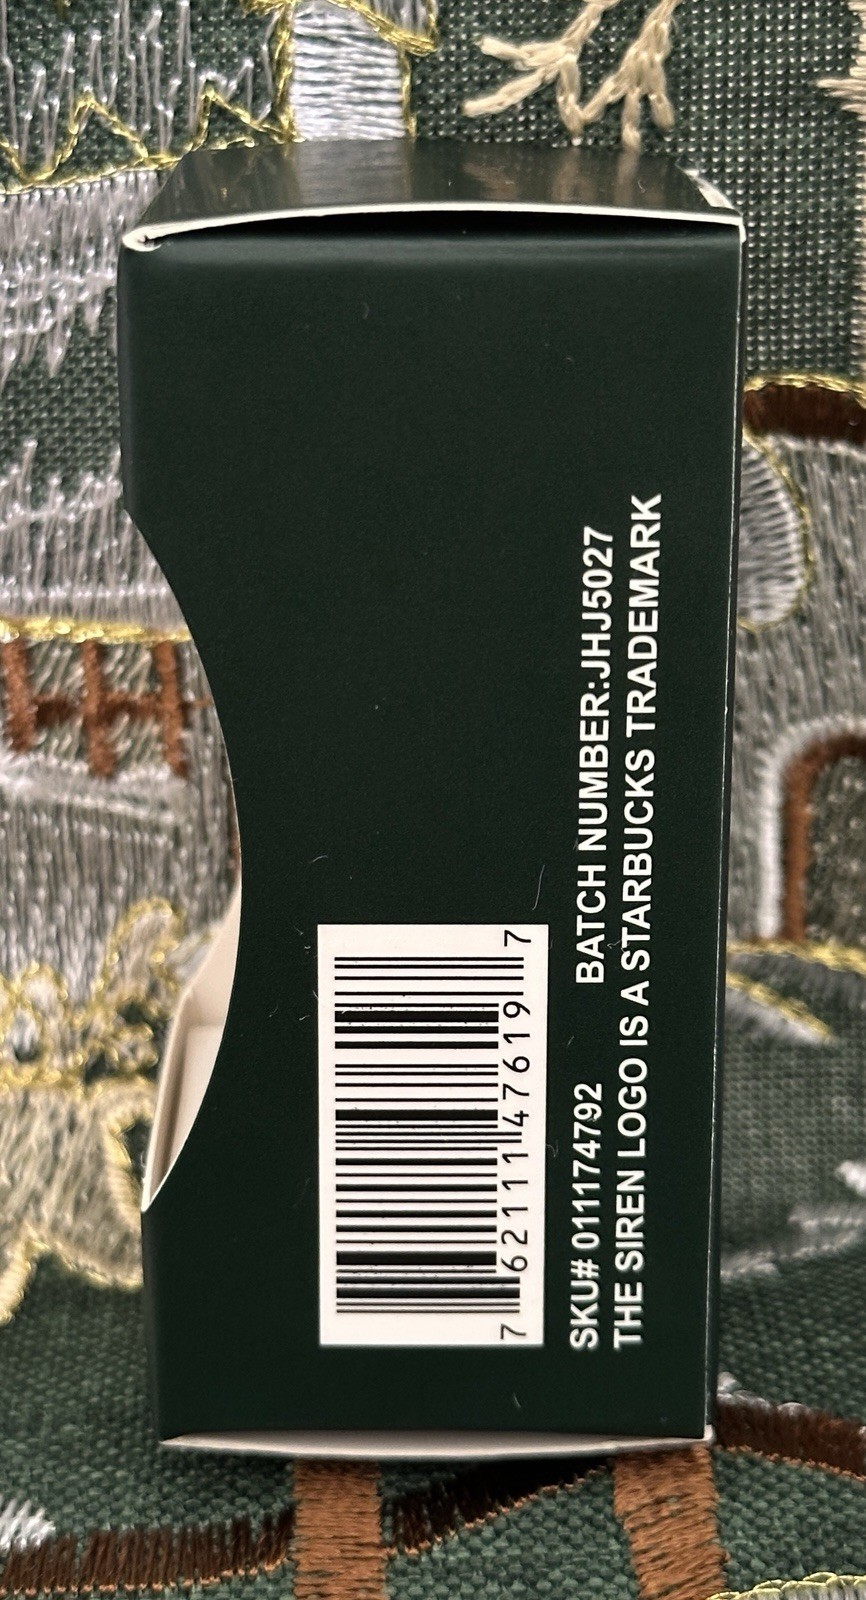 7 62111 47619 7
SKU# 011174792 BATCH NUMBER:JHJ5027
THE SIREN LOGO IS A STARBUCKS TRADEMARK